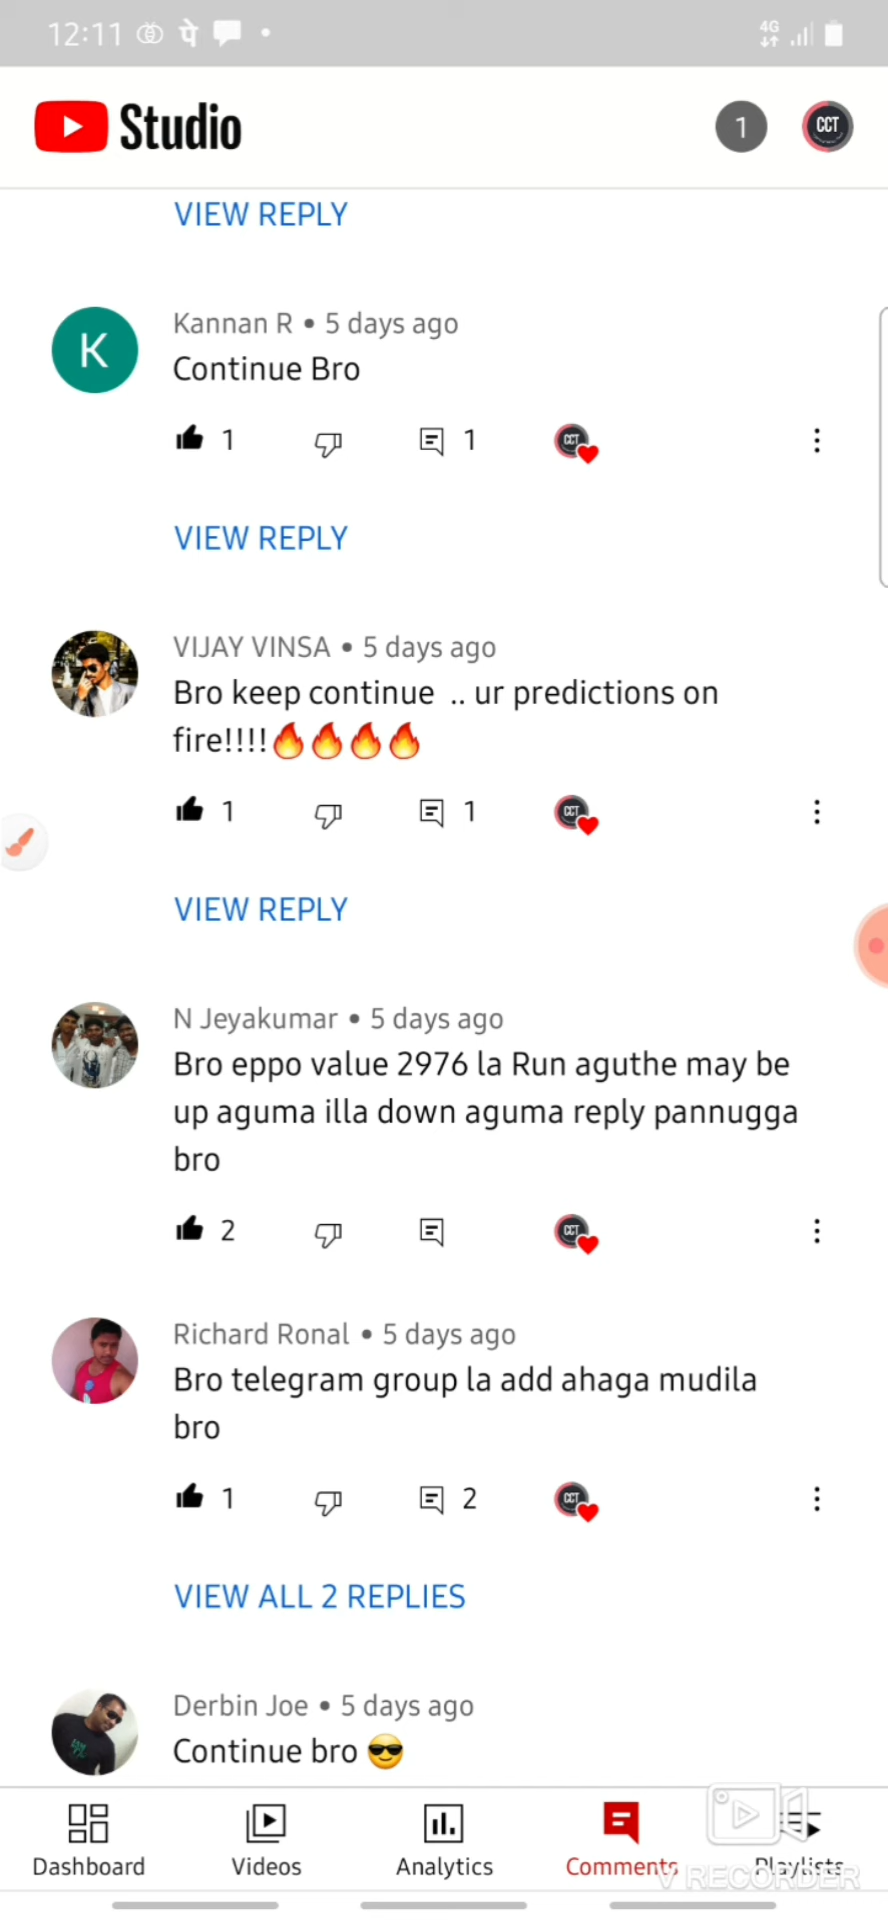 12:11 पे
4G
Studio
1
CCT
VIEW REPLY
K
Kannan R • 5 days ago
Continue Bro
1 1
VIEW REPLY
VIJAY VINSA • 5 days ago
Bro keep continue .. ur predictions on
fire!!!!🔥🔥🔥🔥
1 1
VIEW REPLY
N Jeyakumar • 5 days ago
Bro eppo value 2976 la Run aguthe may be
up aguma illa down aguma reply pannugga
bro
2
Richard Ronal • 5 days ago
Bro telegram group la add ahaga mudila
bro
1 2
VIEW ALL 2 REPLIES
Derbin Joe • 5 days ago
Continue bro 😎
Dashboard Videos Analytics Comments Playlists
V RECORDER